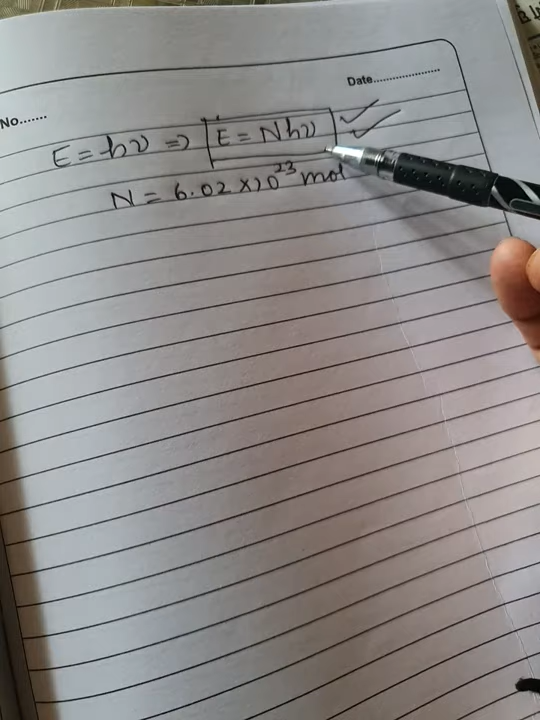 Date....................
No.......
E = hν ⇒ E = Nhν ✓✓
N = 6.02 × 10²³ mol